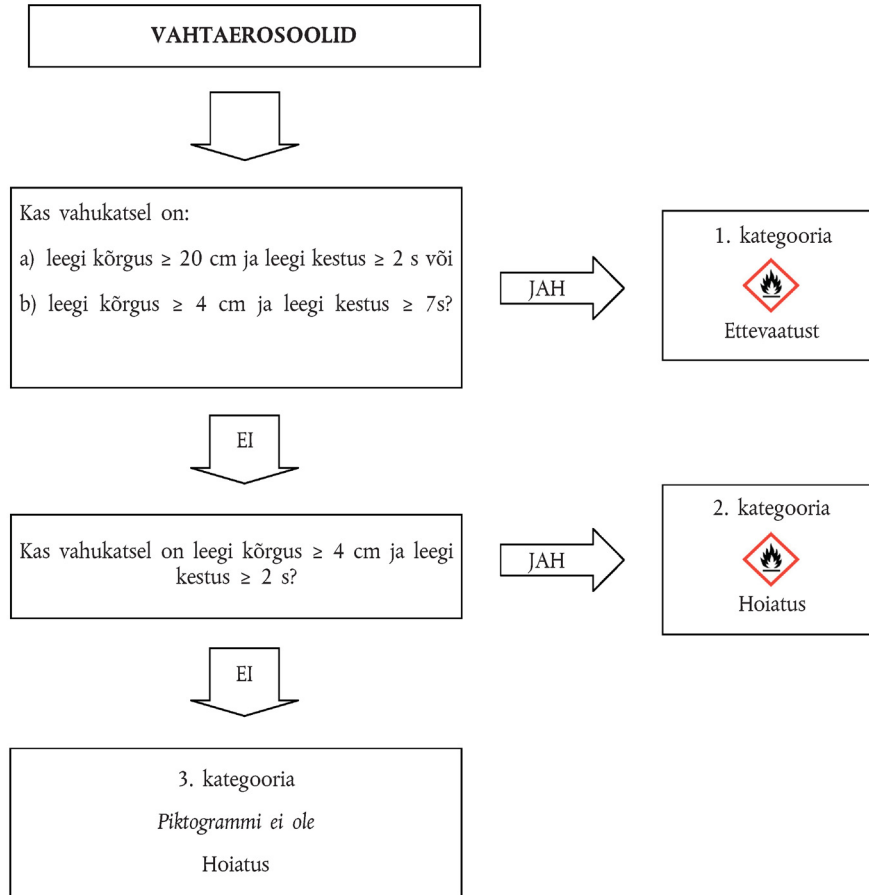 VAHTAEROSOOLID
Kas vahukatsel on:
a) leegi kõrgus ≥ 20 cm ja leegi kestus ≥ 2 s või
b) leegi kõrgus ≥ 4 cm ja leegi kestus ≥ 7s?
JAH
1. kategooria
Ettevaatust
EI
Kas vahukatsel on leegi kõrgus ≥ 4 cm ja leegi
kestus ≥ 2 s?
JAH
2. kategooria
Hoiatus
EI
3. kategooria
Piktogrammi ei ole
Hoiatus